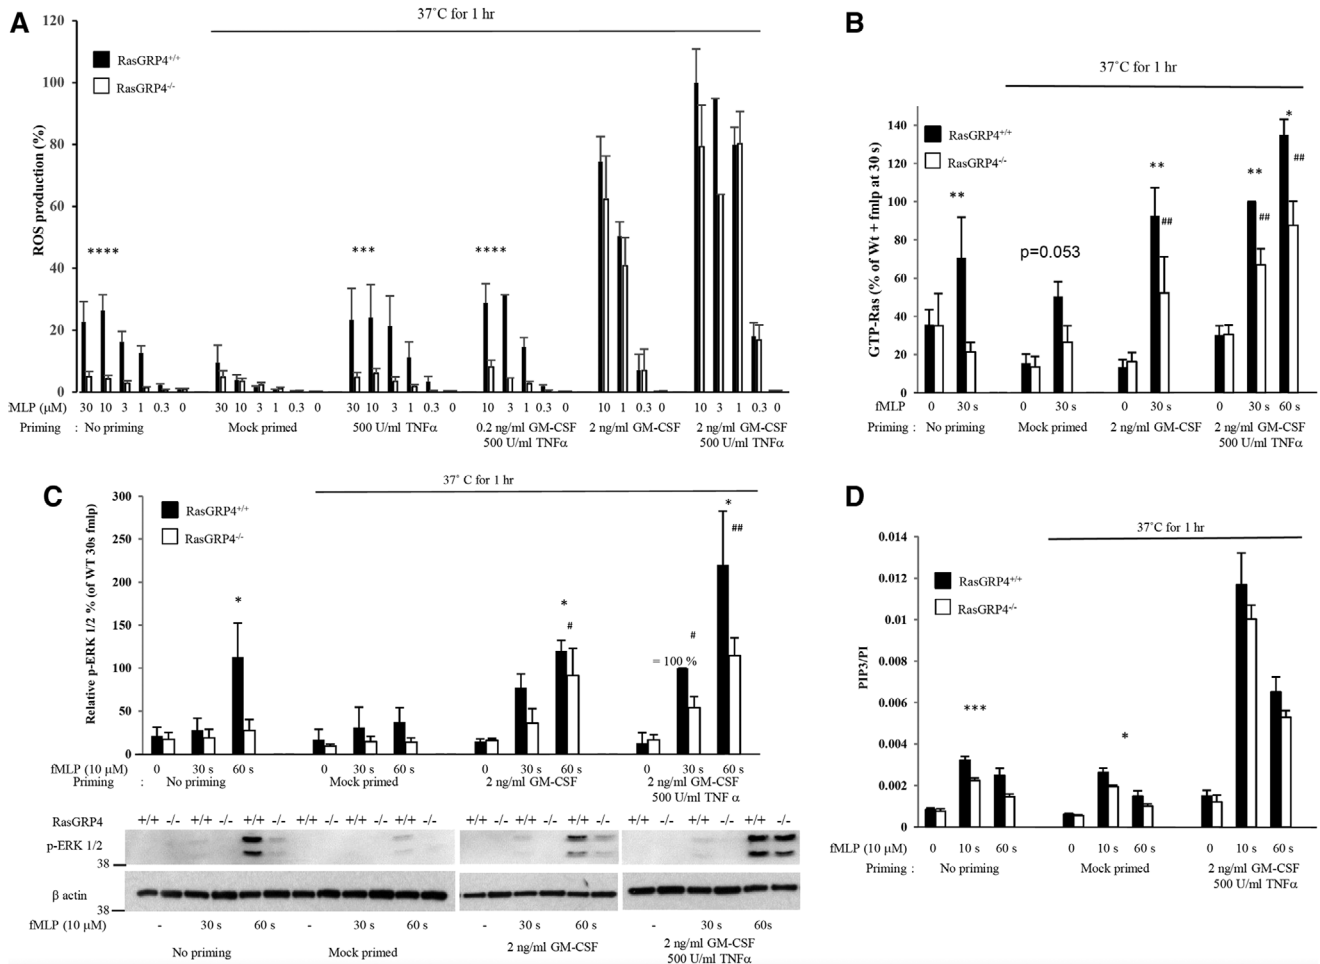 A
37˚C for 1 hr
RasGRP4+/+
RasGRP4-/-
ROS production (%)
120
100
80
60
40
20
0
****
***
****
MLP (μM)
30 10 3 1 0.3 0
30 10 3 1 0.3 0
30 10 3 1 0.3 0
10 3 1 0.3 0
10 1 0.3 0
10 3 1 0.3 0
Priming :
No priming
Mock primed
500 U/ml TNFα
0.2 ng/ml GM-CSF
500 U/ml TNFα
2 ng/ml GM-CSF
2 ng/ml GM-CSF
500 U/ml TNFα
B
37˚C for 1 hr
RasGRP4+/+
RasGRP4-/-
GTP-Ras (% of Wt + fmlp at 30 s)
140
120
100
80
60
40
20
0
**
p=0.053
**
##
**
##
*
##
fMLP
0 30 s
0 30 s
0 30 s
0 30 s 60 s
Priming :
No priming
Mock primed
2 ng/ml GM-CSF
2 ng/ml GM-CSF
500 U/ml TNFα
C
37˚ C for 1 hr
RasGRP4+/+
RasGRP4-/-
Relative p-ERK 1/2 % (of WT 30s fmlp)
300
250
200
150
100
50
0
*
*
#
= 100 %
#
*
##
fMLP (10 μM)
0 30 s 60 s
0 30 s 60 s
0 30 s 60 s
0 30 s 60 s
Priming :
No priming
Mock primed
2 ng/ml GM-CSF
2 ng/ml GM-CSF
500 U/ml TNF α
RasGRP4
+/+ -/- +/+ -/- +/+ -/- +/+ -/- +/+ -/- +/+ -/-
+/+ -/- +/+ -/- +/+ -/-
+/+ -/- +/+ -/- +/+ -/-
p-ERK 1/2
38
β actin
38
fMLP (10 μM)
- 30 s 60 s
- 30 s 60 s
- 30 s 60 s
- 30 s 60s
No priming
Mock primed
2 ng/ml GM-CSF
2 ng/ml GM-CSF
500 U/ml TNFα
D
37˚C for 1 hr
RasGRP4+/+
RasGRP4-/-
PIP3/PI
0.014
0.012
0.01
0.008
0.006
0.004
0.002
0
***
*
fMLP (10 μM)
0 10 s 60 s
0 10 s 60 s
0 10 s 60 s
Priming :
No priming
Mock primed
2 ng/ml GM-CSF
500 U/ml TNFα